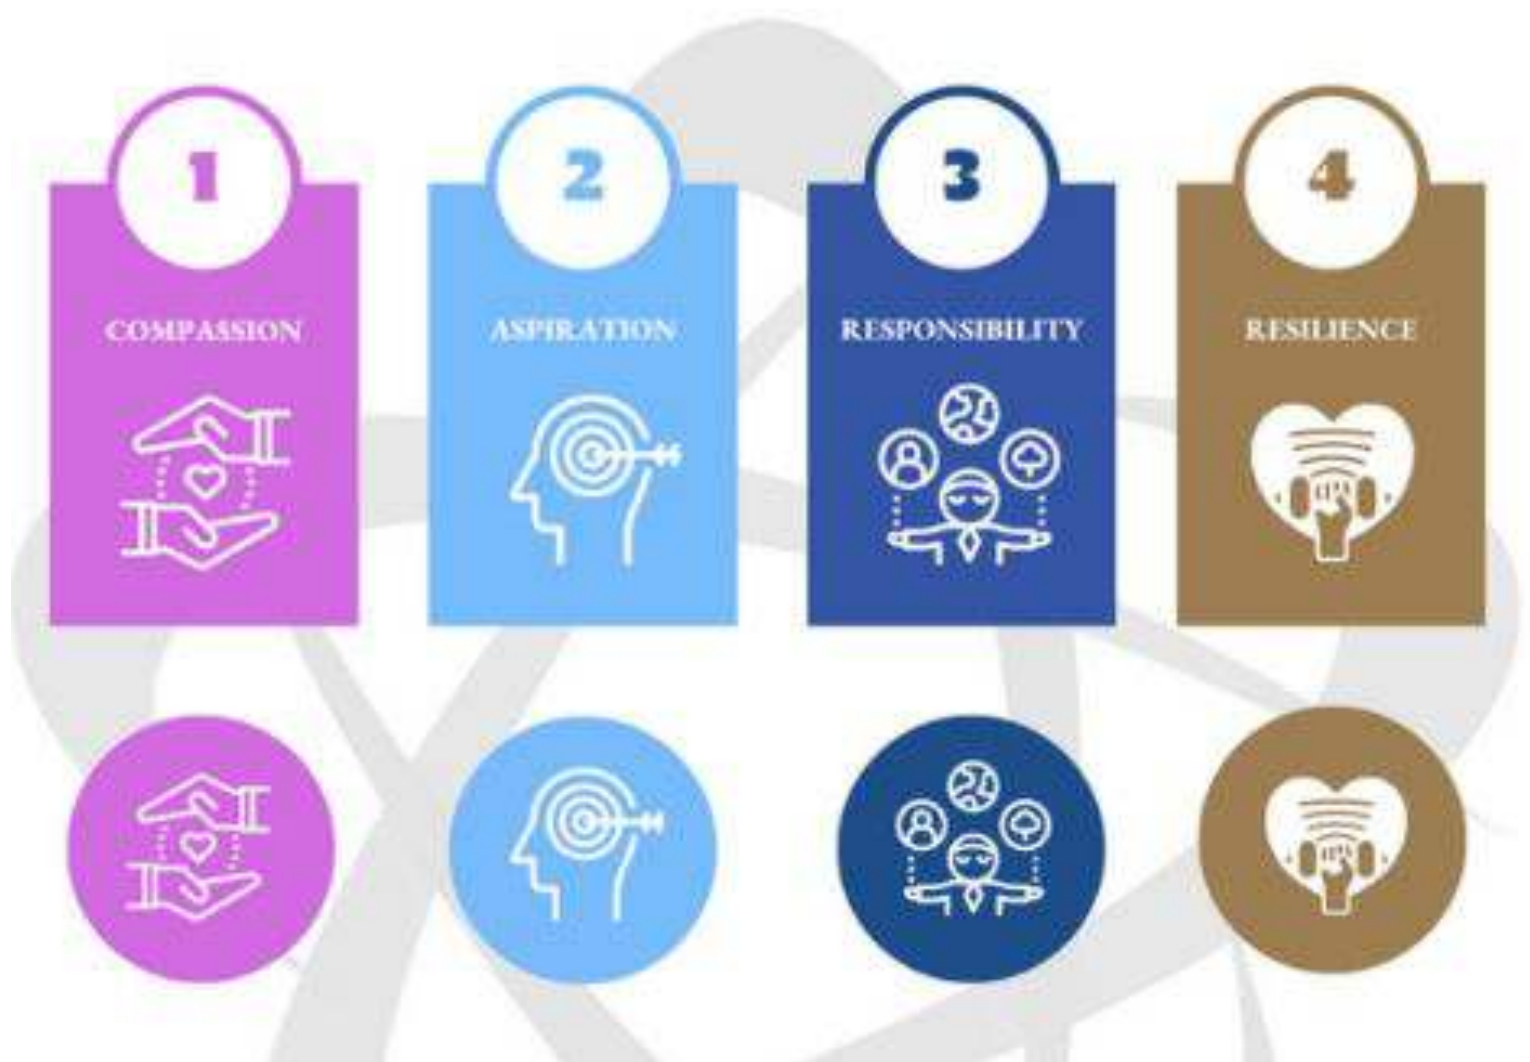 1
2
3
4
COMPASSION
ASPIRATION
RESPONSIBILITY
RESILIENCE